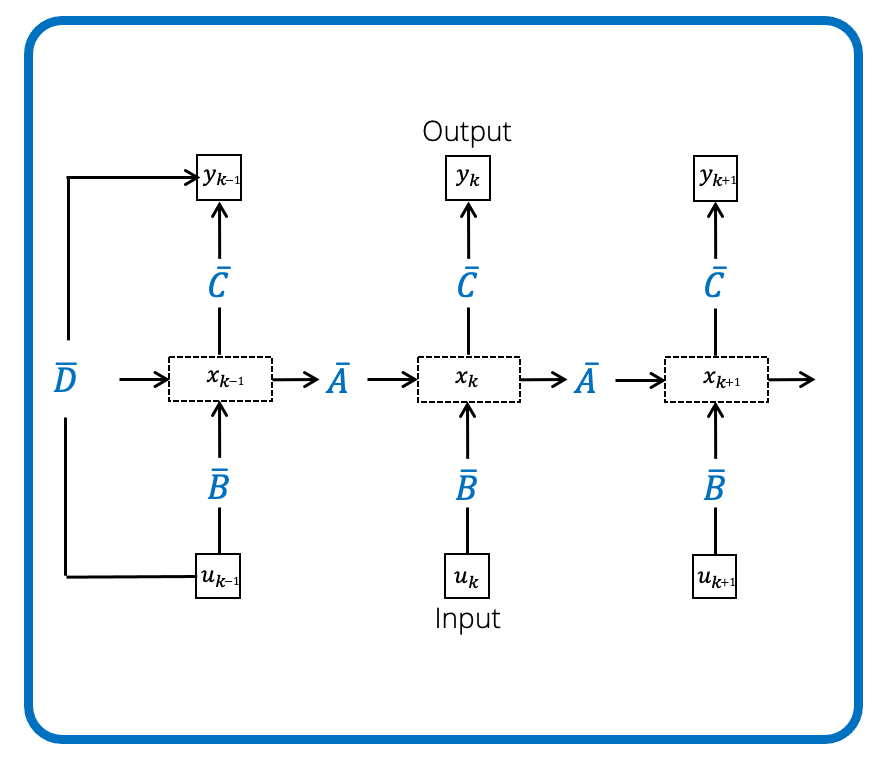 Output
y_{k−1} y_k y_{k+1}
C̅ C̅ C̅
D̅ x_{k−1} A̅ x_k A̅ x_{k+1}
B̅ B̅ B̅
u_{k−1} u_k u_{k+1}
Input